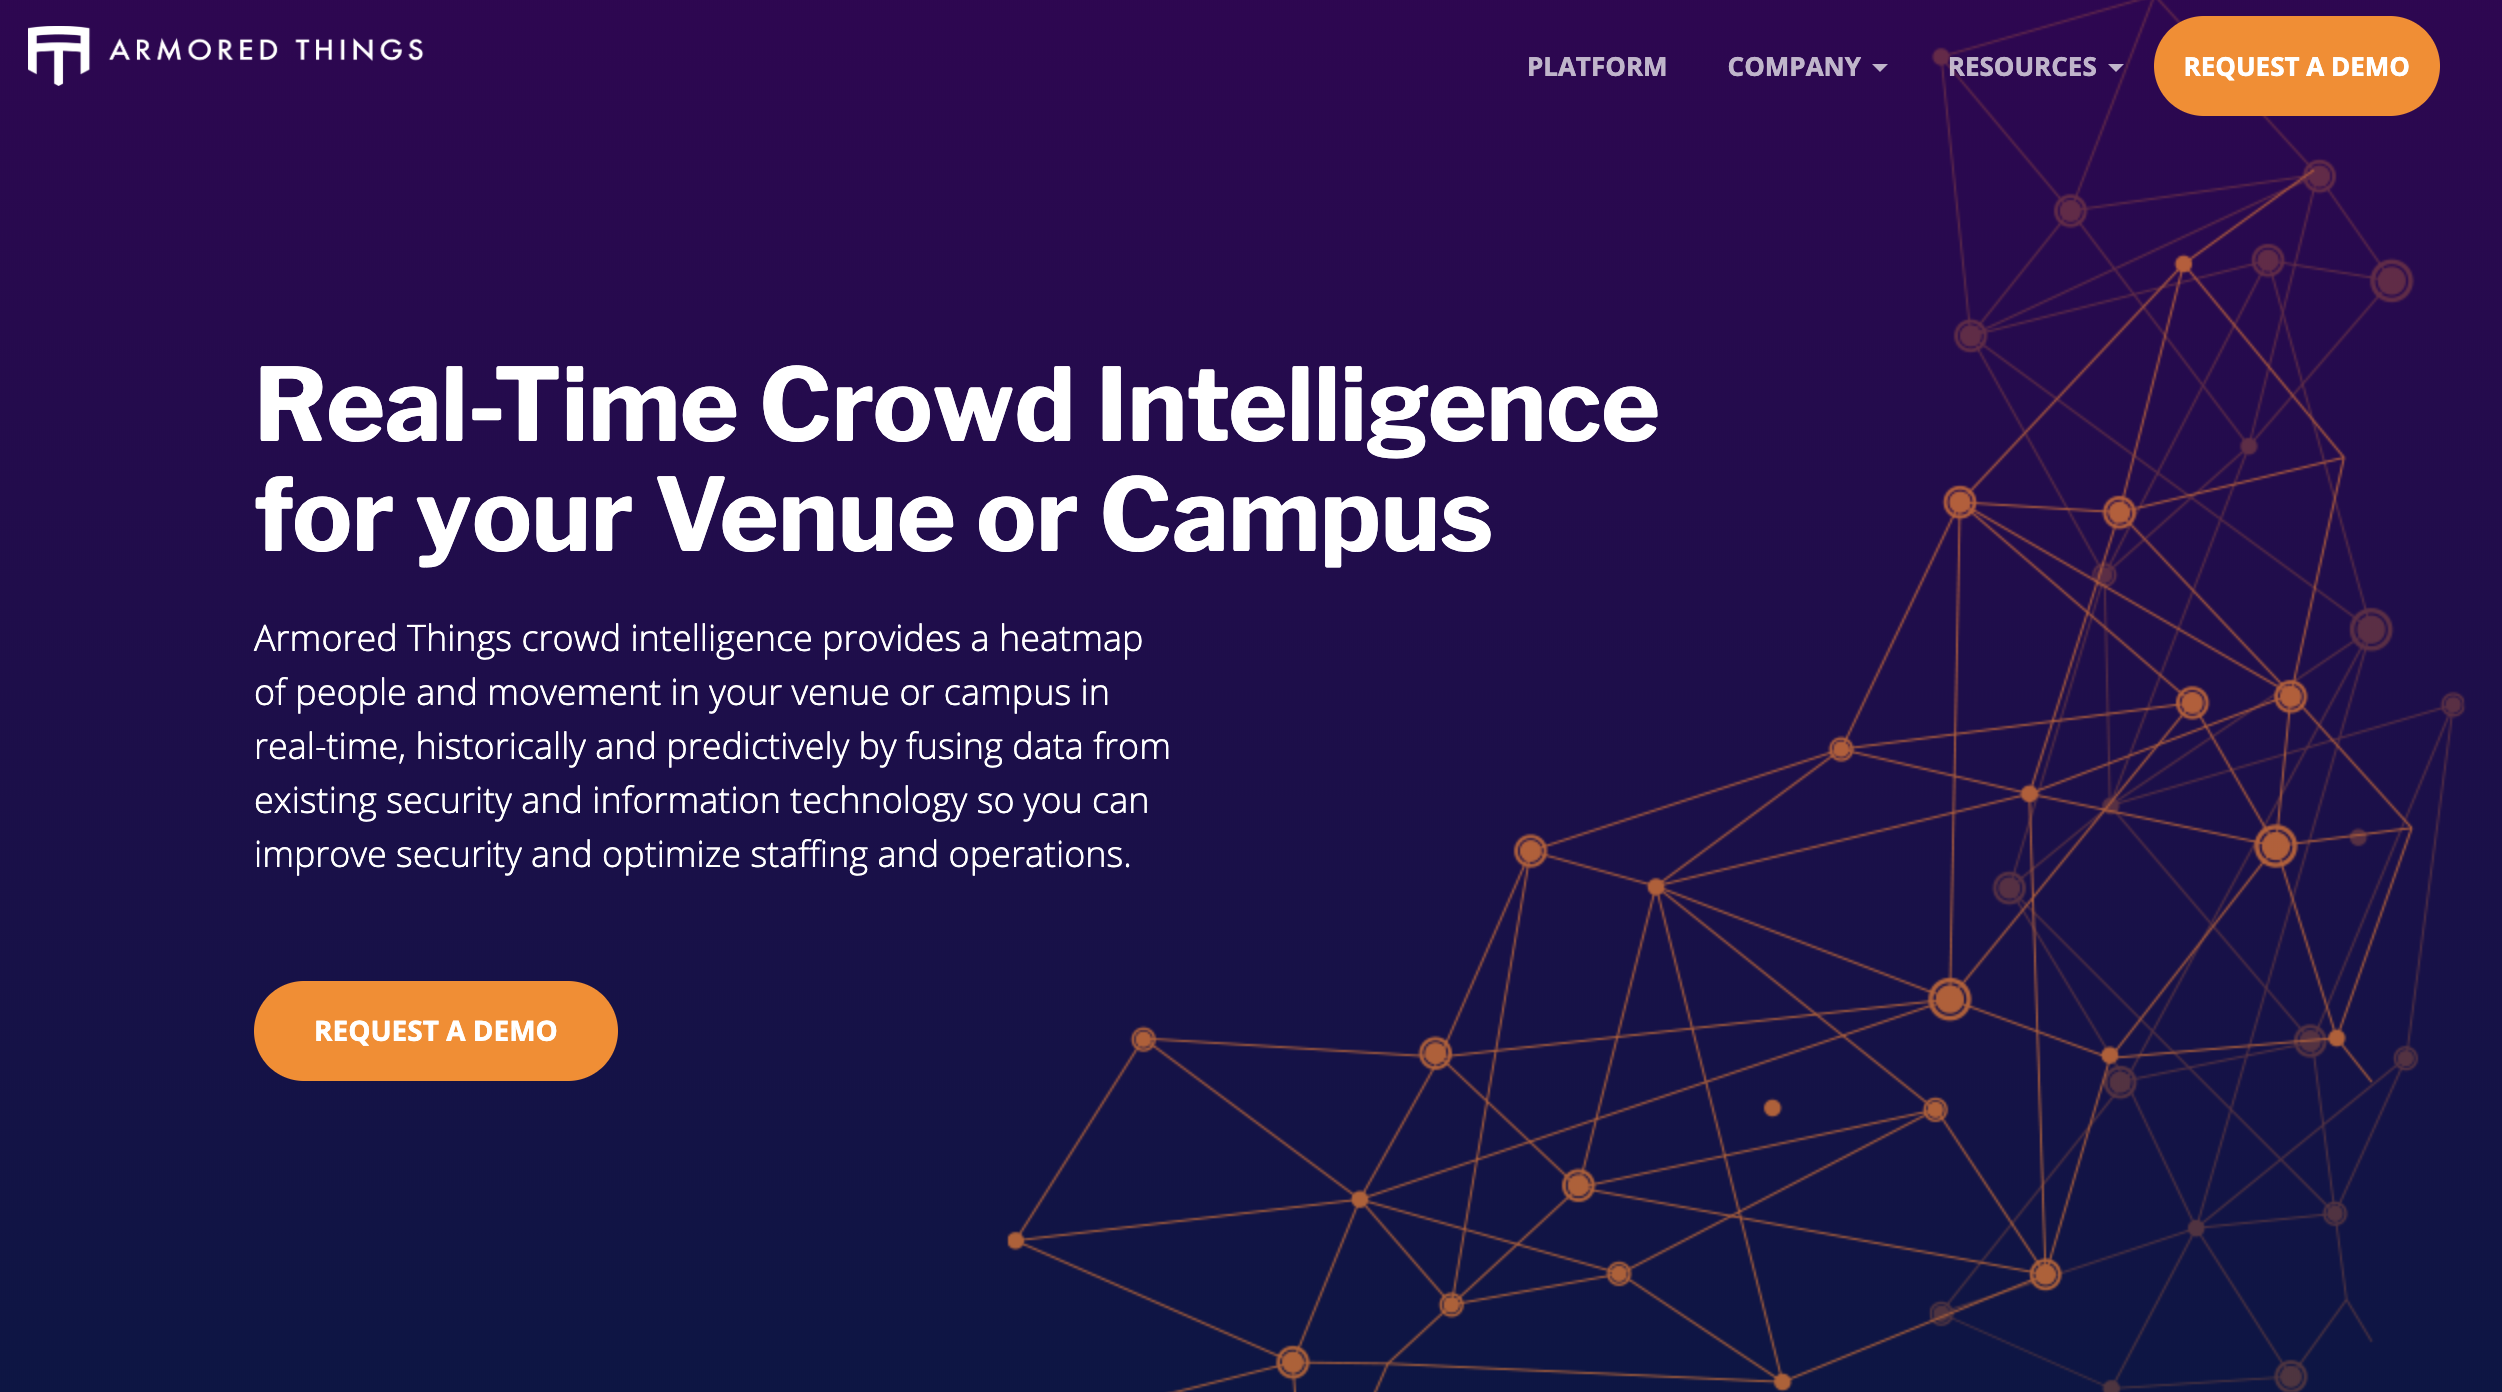 ARMORED THINGS
PLATFORM
COMPANY
RESOURCES
REQUEST A DEMO
Real-Time Crowd Intelligence
for your Venue or Campus
Armored Things crowd intelligence provides a heatmap
of people and movement in your venue or campus in
real-time, historically and predictively by fusing data from
existing security and information technology so you can
improve security and optimize staffing and operations.
REQUEST A DEMO